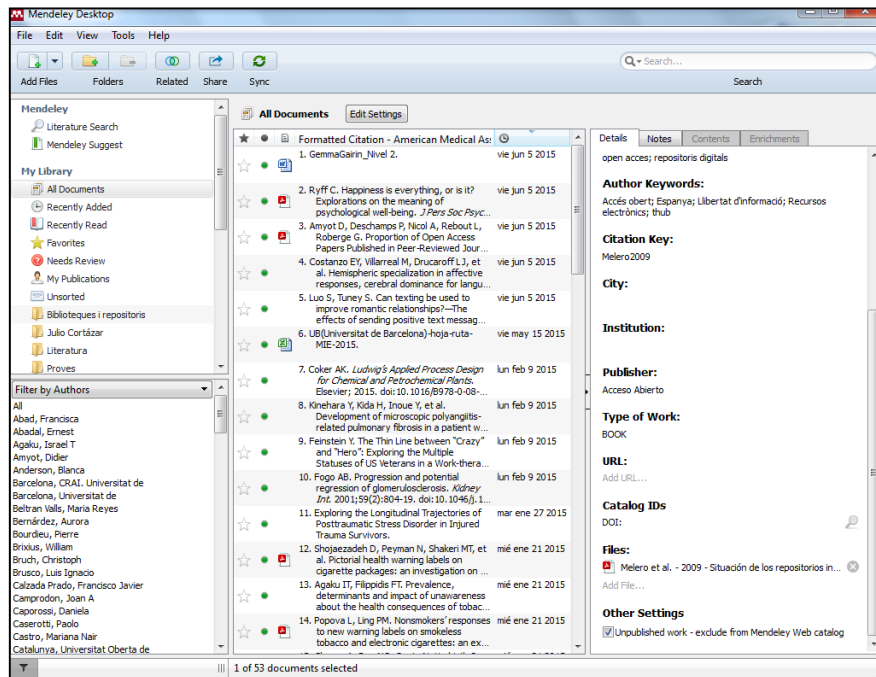 Mendeley Desktop
File Edit View Tools Help
Add Files Folders Related Share Sync
Search...
Search
Mendeley
Literature Search
Mendeley Suggest
My Library
All Documents
Recently Added
Recently Read
Favorites
Needs Review
My Publications
Unsorted
Biblioteques i repositoris
Julio Cortázar
Literatura
Proves
Filter by Authors
All
Abad, Francisca
Abadal, Ernest
Agaku, Israel T
Amyot, Didier
Anderson, Blanca
Barcelona, CRAI. Universitat de
Barcelona, Universitat de
Beltran Valls, Maria Reyes
Bernárdez, Aurora
Bourdieu, Pierre
Brixius, William
Bruch, Christoph
Brusco, Luis Ignacio
Calzada Prado, Francisco Javier
Camprodon, Joan A
Caporossi, Daniela
Caserotti, Paolo
Castro, Mariana Nair
Catalunya, Universitat Oberta de
All Documents Edit Settings
Formatted Citation - American Medical As
1. GemmaGairin_Nivel 2. vie jun 5 2015
2. Ryff C. Happiness is everything, or is it? vie jun 5 2015
Explorations on the meaning of
psychological well-being. J Pers Soc Psyc...
3. Amyot D, Deschamps P, Nicol A, Rebout L, vie jun 5 2015
Roberge G. Proportion of Open Access
Papers Published in Peer-Reviewed Jour...
4. Costanzo EY, Villarreal M, Drucaroff LJ, et vie jun 5 2015
al. Hemispheric specialization in affective
responses, cerebral dominance for langu...
5. Luo S, Tuney S. Can texting be used to vie jun 5 2015
improve romantic relationships?—The
effects of sending positive text messag...
6. UB(Universitat de Barcelona)-hoja-ruta- vie may 15 2015
MIE-2015.
7. Coker AK. Ludwig's Applied Process Design lun feb 9 2015
for Chemical and Petrochemical Plants.
Elsevier; 2015. doi:10.1016/B978-0-08-...
8. Kinehara Y, Kida H, Inoue Y, et al. lun feb 9 2015
Development of microscopic polyangiitis-
related pulmonary fibrosis in a patient w...
9. Feinstein Y. The Thin Line between "Crazy" lun feb 9 2015
and "Hero": Exploring the Multiple
Statuses of US Veterans in a Work-thera...
10. Fogo AB. Progression and potential lun feb 9 2015
regression of glomerulosclerosis. Kidney
Int. 2001;59(2):804-19. doi:10.1046/j.1...
11. Exploring the Longitudinal Trajectories of mar ene 27 2015
Posttraumatic Stress Disorder in Injured
Trauma Survivors.
12. Shojaezadeh D, Peyman N, Shakeri MT, et mié ene 21 2015
al. Pictorial health warning labels on
cigarette packages: an investigation on ...
13. Agaku IT, Filippidis FT. Prevalence, mié ene 21 2015
determinants and impact of unawareness
about the health consequences of tobac...
14. Popova L, Ling PM. Nonsmokers' responses mié ene 21 2015
to new warning labels on smokeless
tobacco and electronic cigarettes: an ex...
Details Notes Contents Enrichments
open acces; repositoris digitals
Author Keywords:
Accés obert; Espanya; Llibertat d'informació; Recursos
electrònics; thub
Citation Key:
Melero2009
City:
Institution:
Publisher:
Acceso Abierto
Type of Work:
BOOK
URL:
Add URL...
Catalog IDs
DOI:
Files:
Melero et al. - 2009 - Situación de los repositorios in...
Add File...
Other Settings
Unpublished work - exclude from Mendeley Web catalog
1 of 53 documents selected